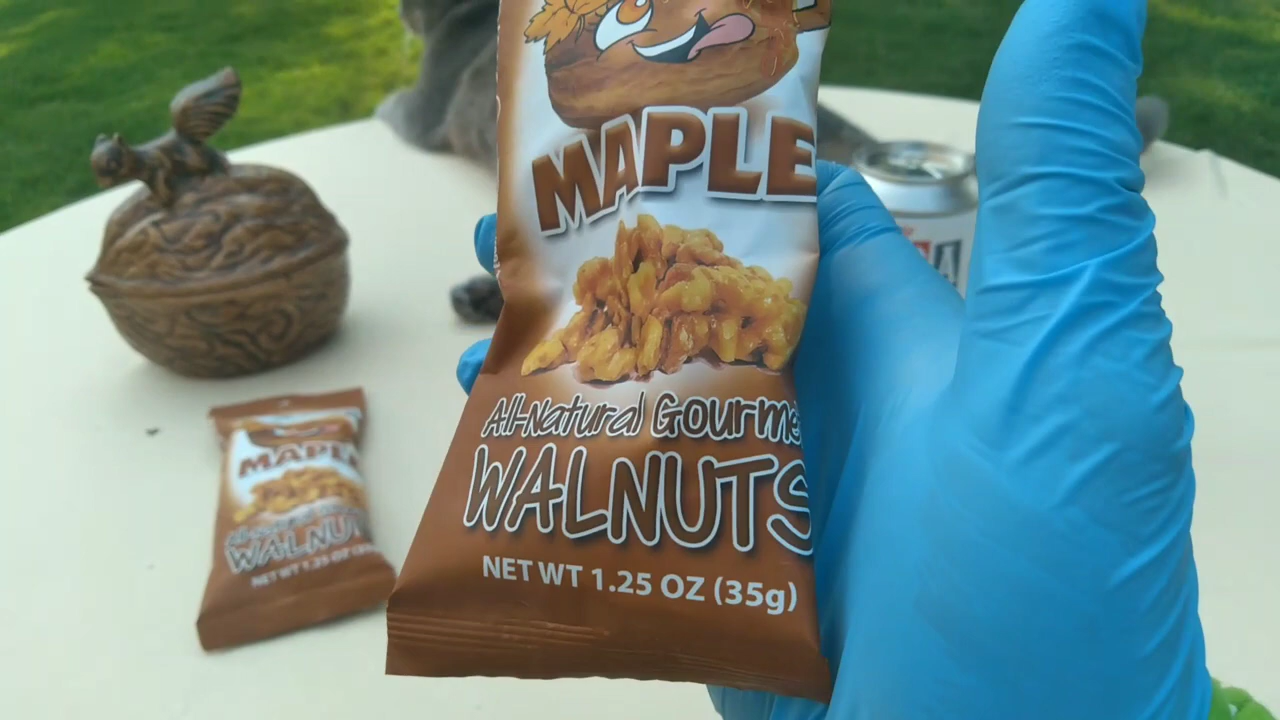 MAPLE
All-Natural Gourme
WALNUTS
NET WT 1.25 OZ (35g)
MAPLE
WALNUT
NET WT 1.25 OZ